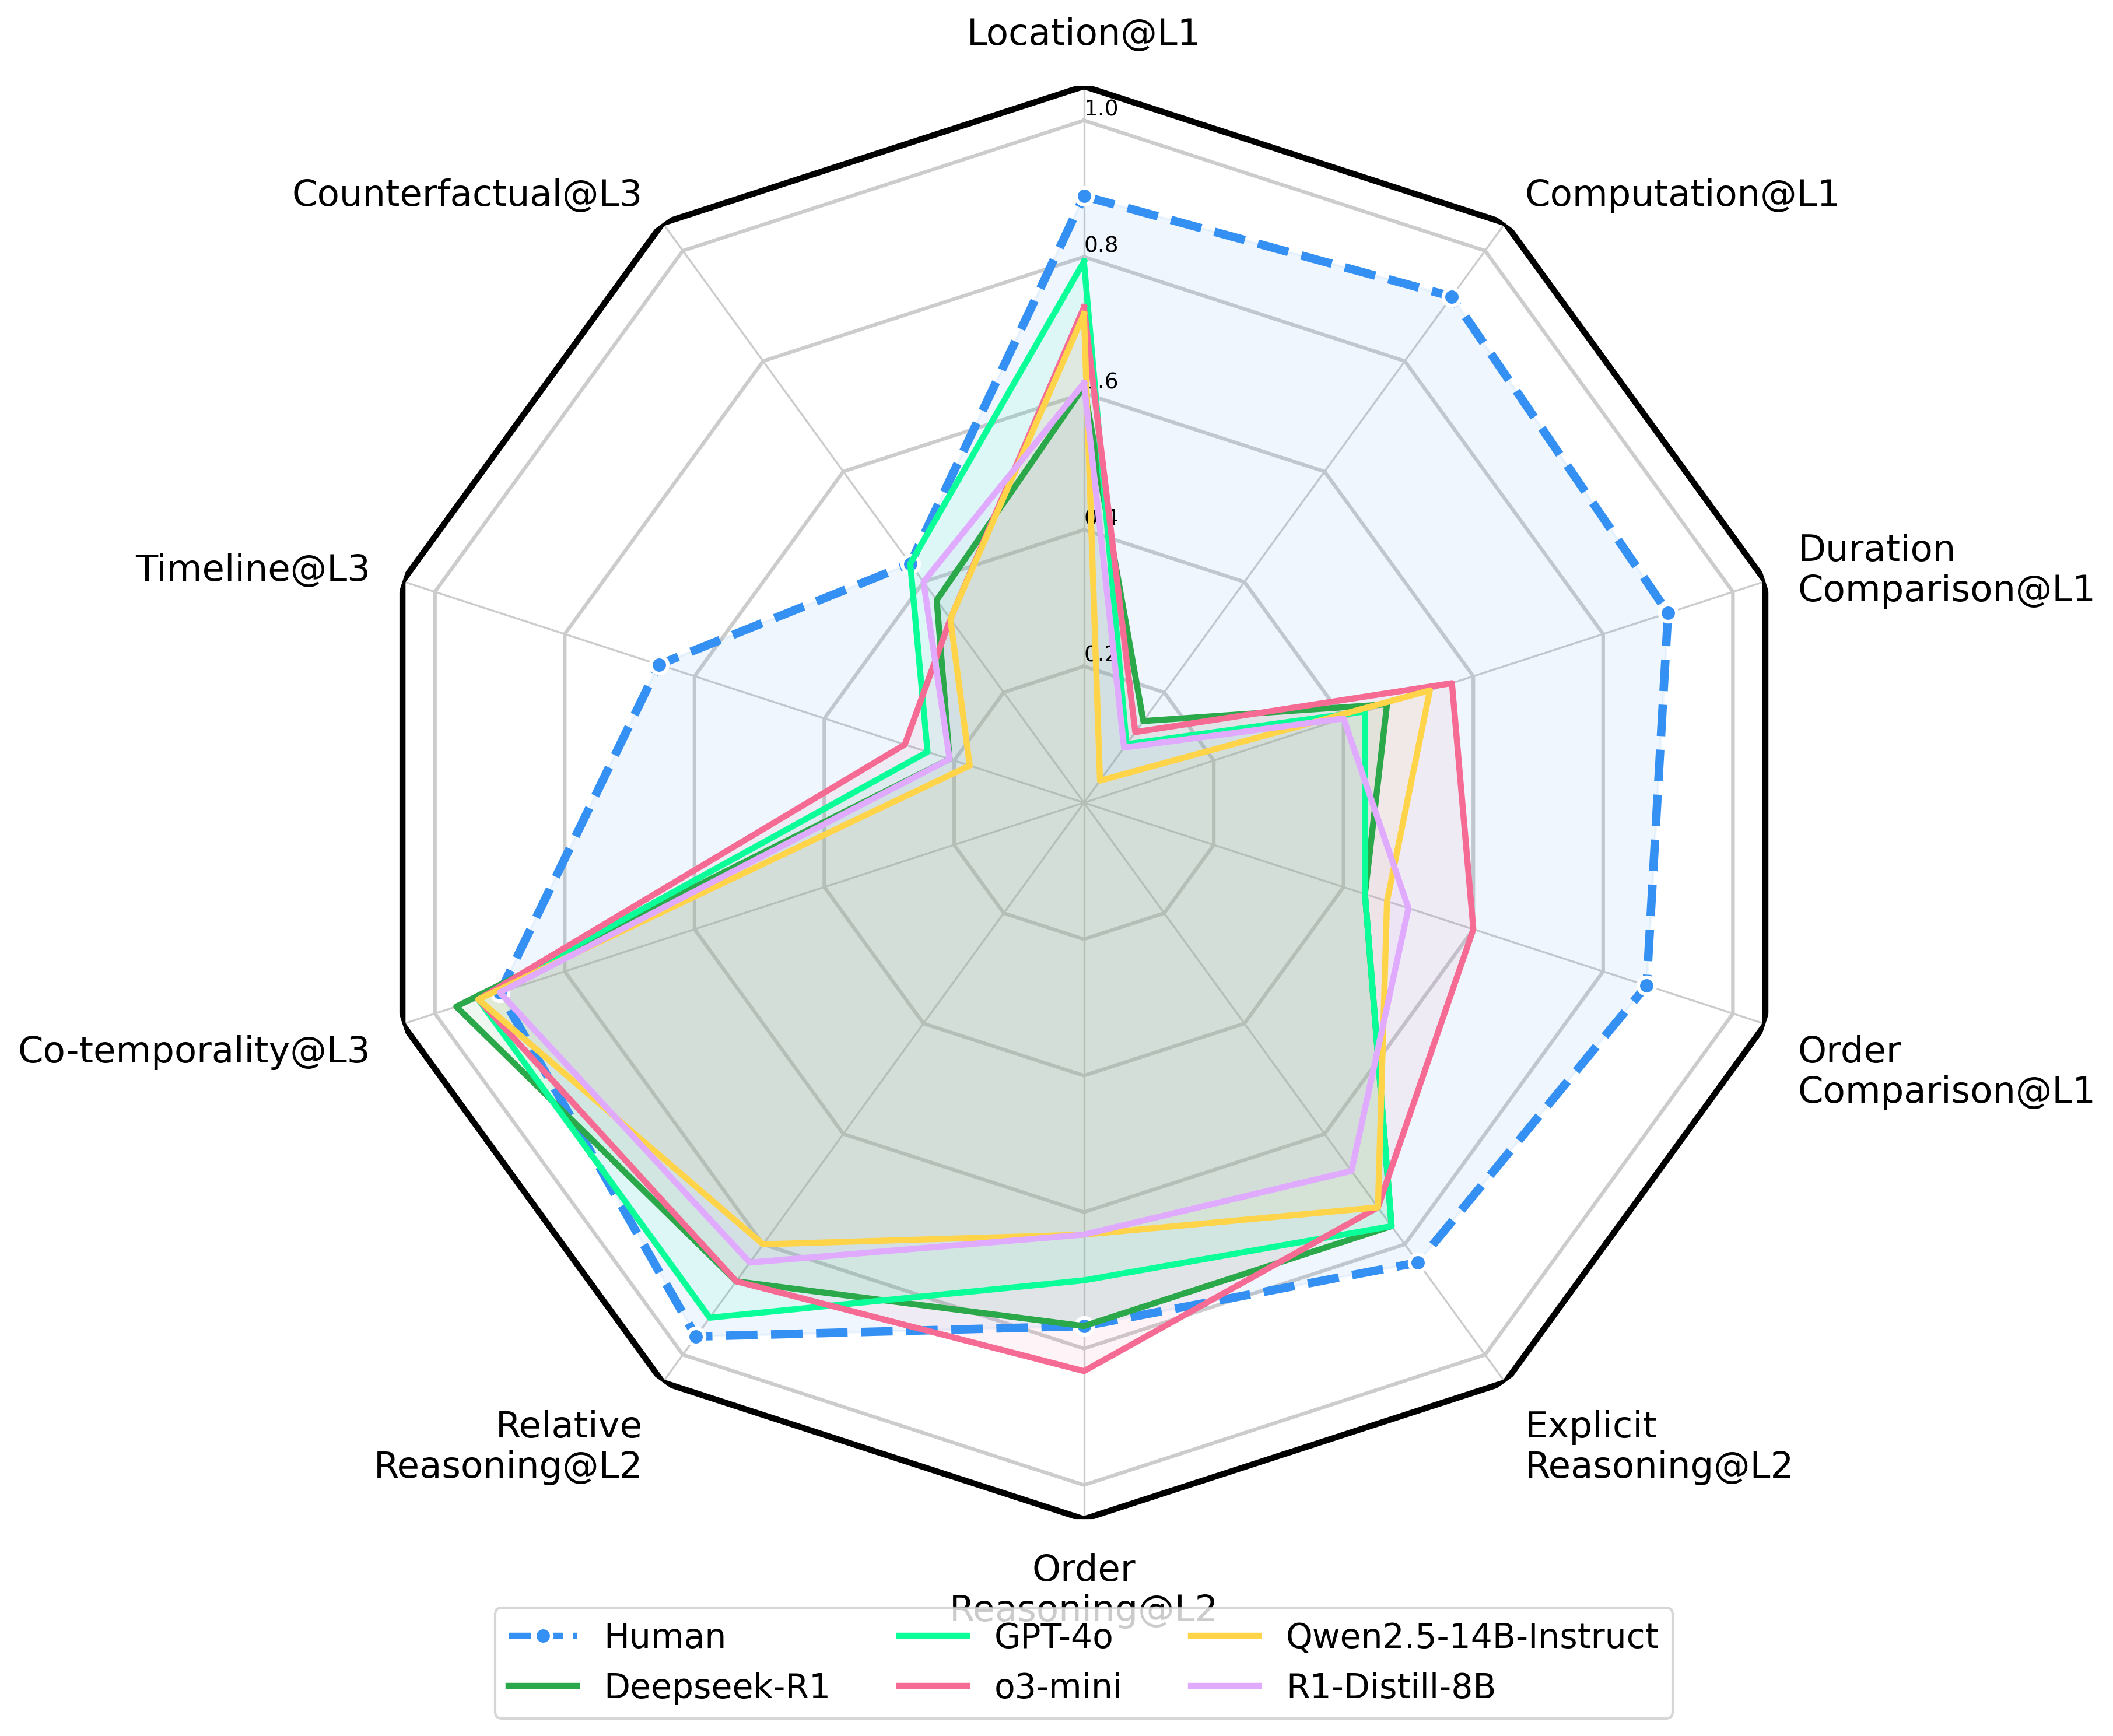 Location@L1
Counterfactual@L3
Computation@L1
Timeline@L3
Duration
Comparison@L1
Co-temporality@L3
Order
Comparison@L1
Relative
Reasoning@L2
Explicit
Reasoning@L2
Order
Reasoning@L2
1.0
0.8
0.6
0.4
0.2
Human
Deepseek-R1
GPT-4o
o3-mini
Qwen2.5-14B-Instruct
R1-Distill-8B